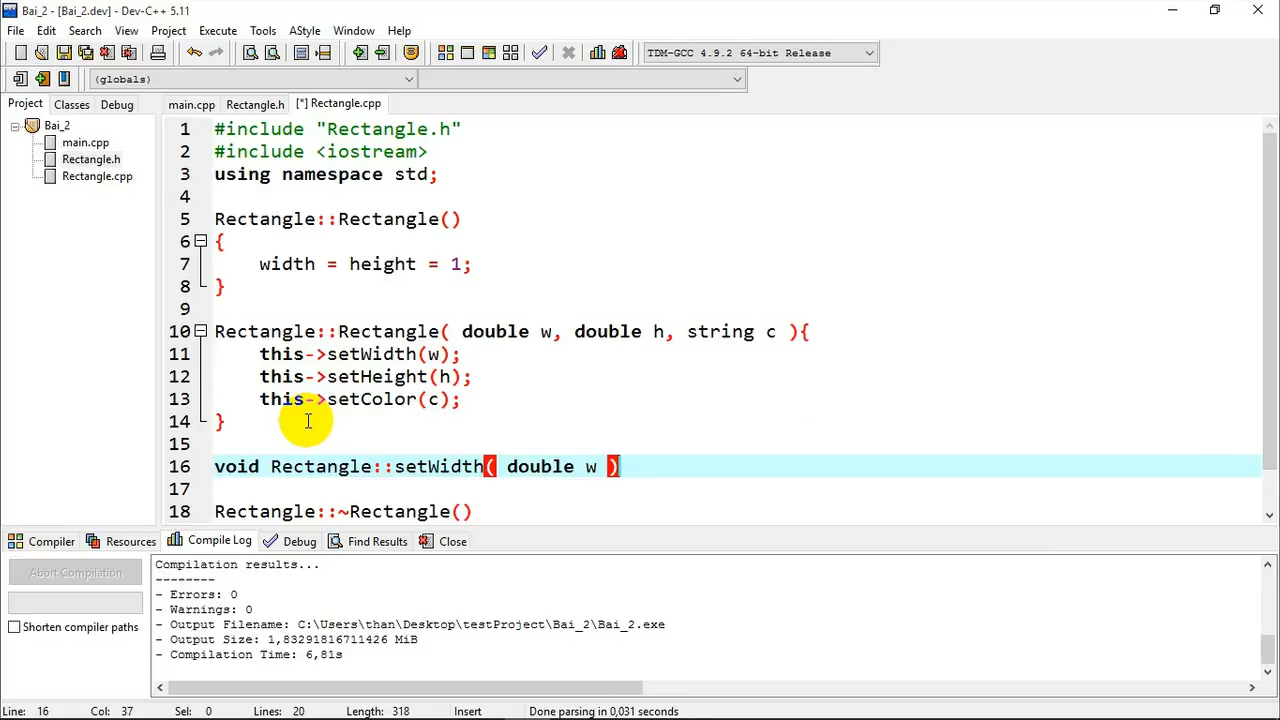 Bai_2 - [Bai_2.dev] - Dev-C++ 5.11
File Edit Search View Project Execute Tools AStyle Window Help
TDM-GCC 4.9.2 64-bit Release
(globals)
Project Classes Debug main.cpp Rectangle.h [*] Rectangle.cpp
Bai_2
main.cpp
Rectangle.h
Rectangle.cpp
1 #include "Rectangle.h"
2 #include <iostream>
3 using namespace std;
4
5 Rectangle::Rectangle()
6 {
7 width = height = 1;
8 }
9
10 Rectangle::Rectangle( double w, double h, string c ){
11 this->setWidth(w);
12 this->setHeight(h);
13 this->setColor(c);
14 }
15
16 void Rectangle::setWidth( double w )
17
18 Rectangle::~Rectangle()
Compiler Resources Compile Log Debug Find Results Close
Abort Compilation
Shorten compiler paths
Compilation results...
--------
- Errors: 0
- Warnings: 0
- Output Filename: C:\Users\than\Desktop\testProject\Bai_2\Bai_2.exe
- Output Size: 1,83291816711426 MiB
- Compilation Time: 6,81s
Line: 16 Col: 37 Sel: 0 Lines: 20 Length: 318 Insert Done parsing in 0,031 seconds